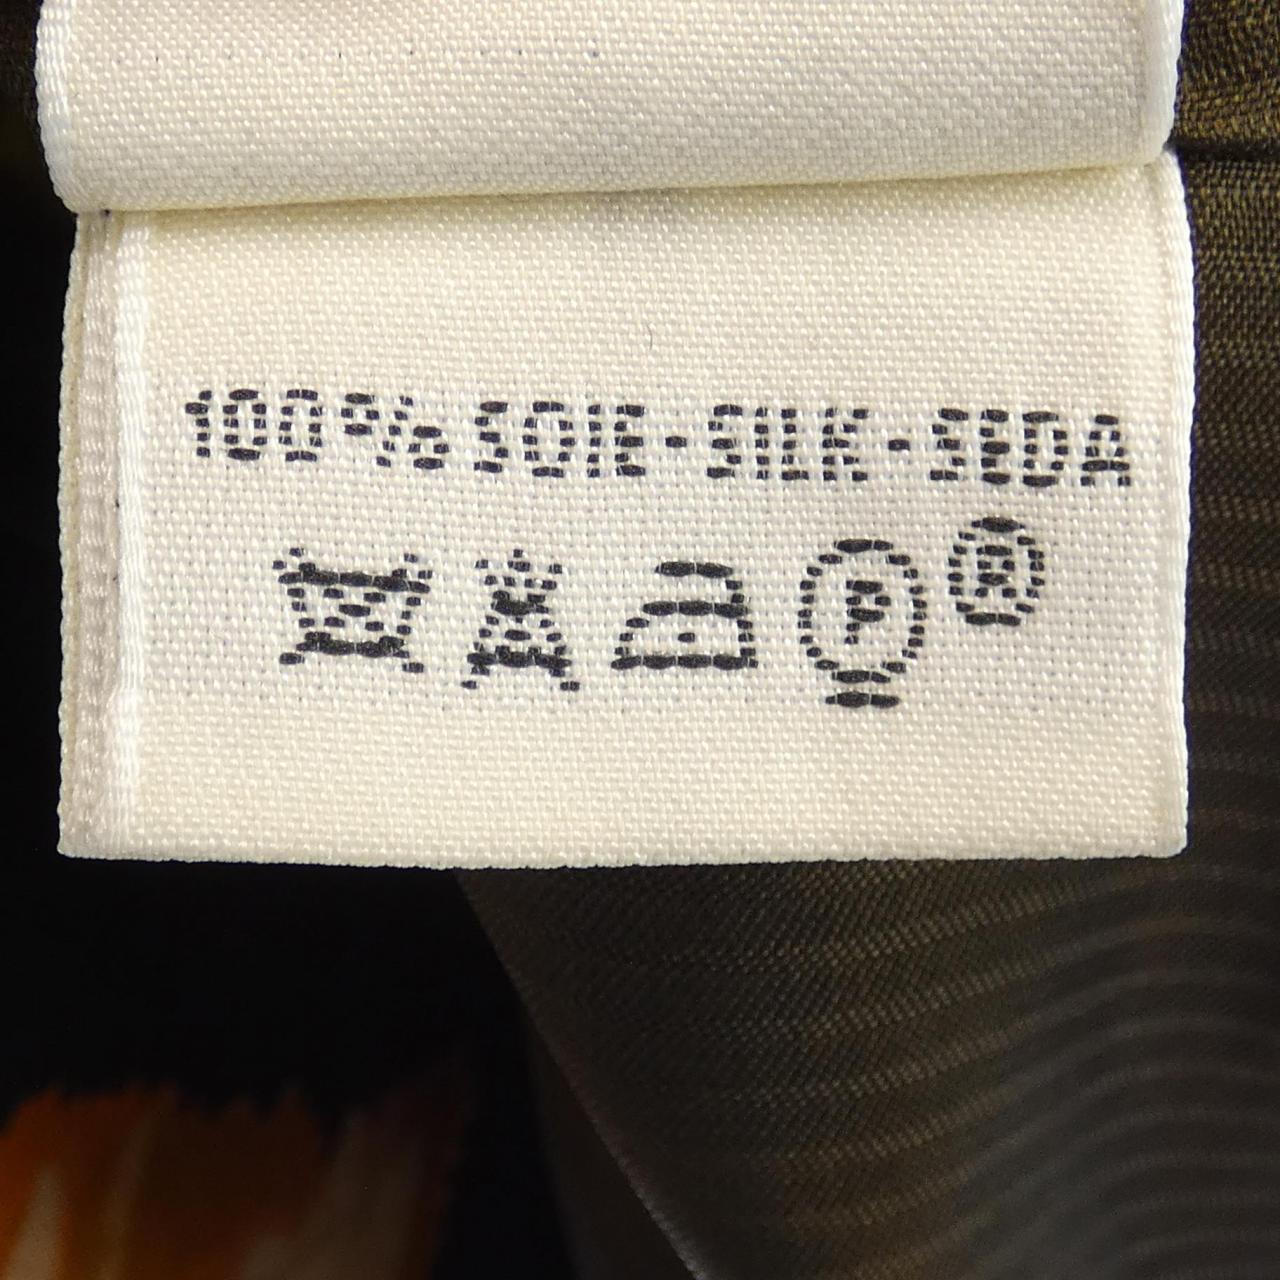 100% SOIE - SILK - SEDA
P ®